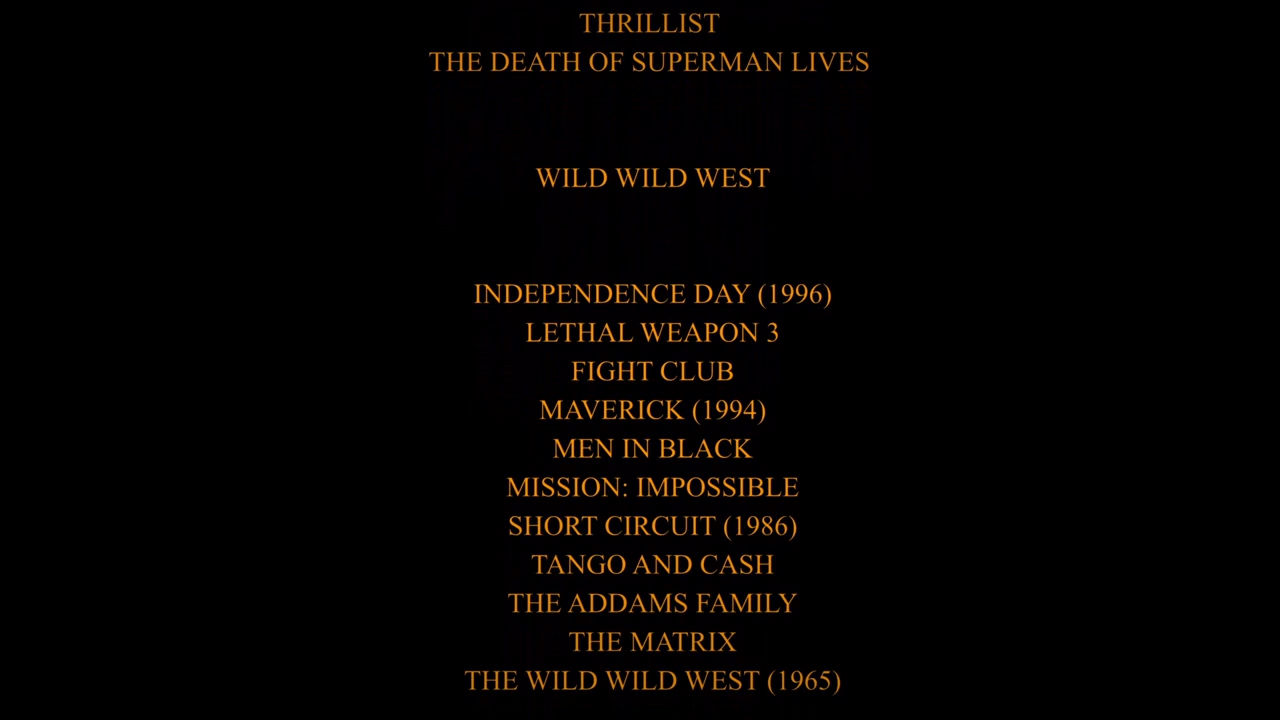 THRILLIST
THE DEATH OF SUPERMAN LIVES
WILD WILD WEST
INDEPENDENCE DAY (1996)
LETHAL WEAPON 3
FIGHT CLUB
MAVERICK (1994)
MEN IN BLACK
MISSION: IMPOSSIBLE
SHORT CIRCUIT (1986)
TANGO AND CASH
THE ADDAMS FAMILY
THE MATRIX
THE WILD WILD WEST (1965)